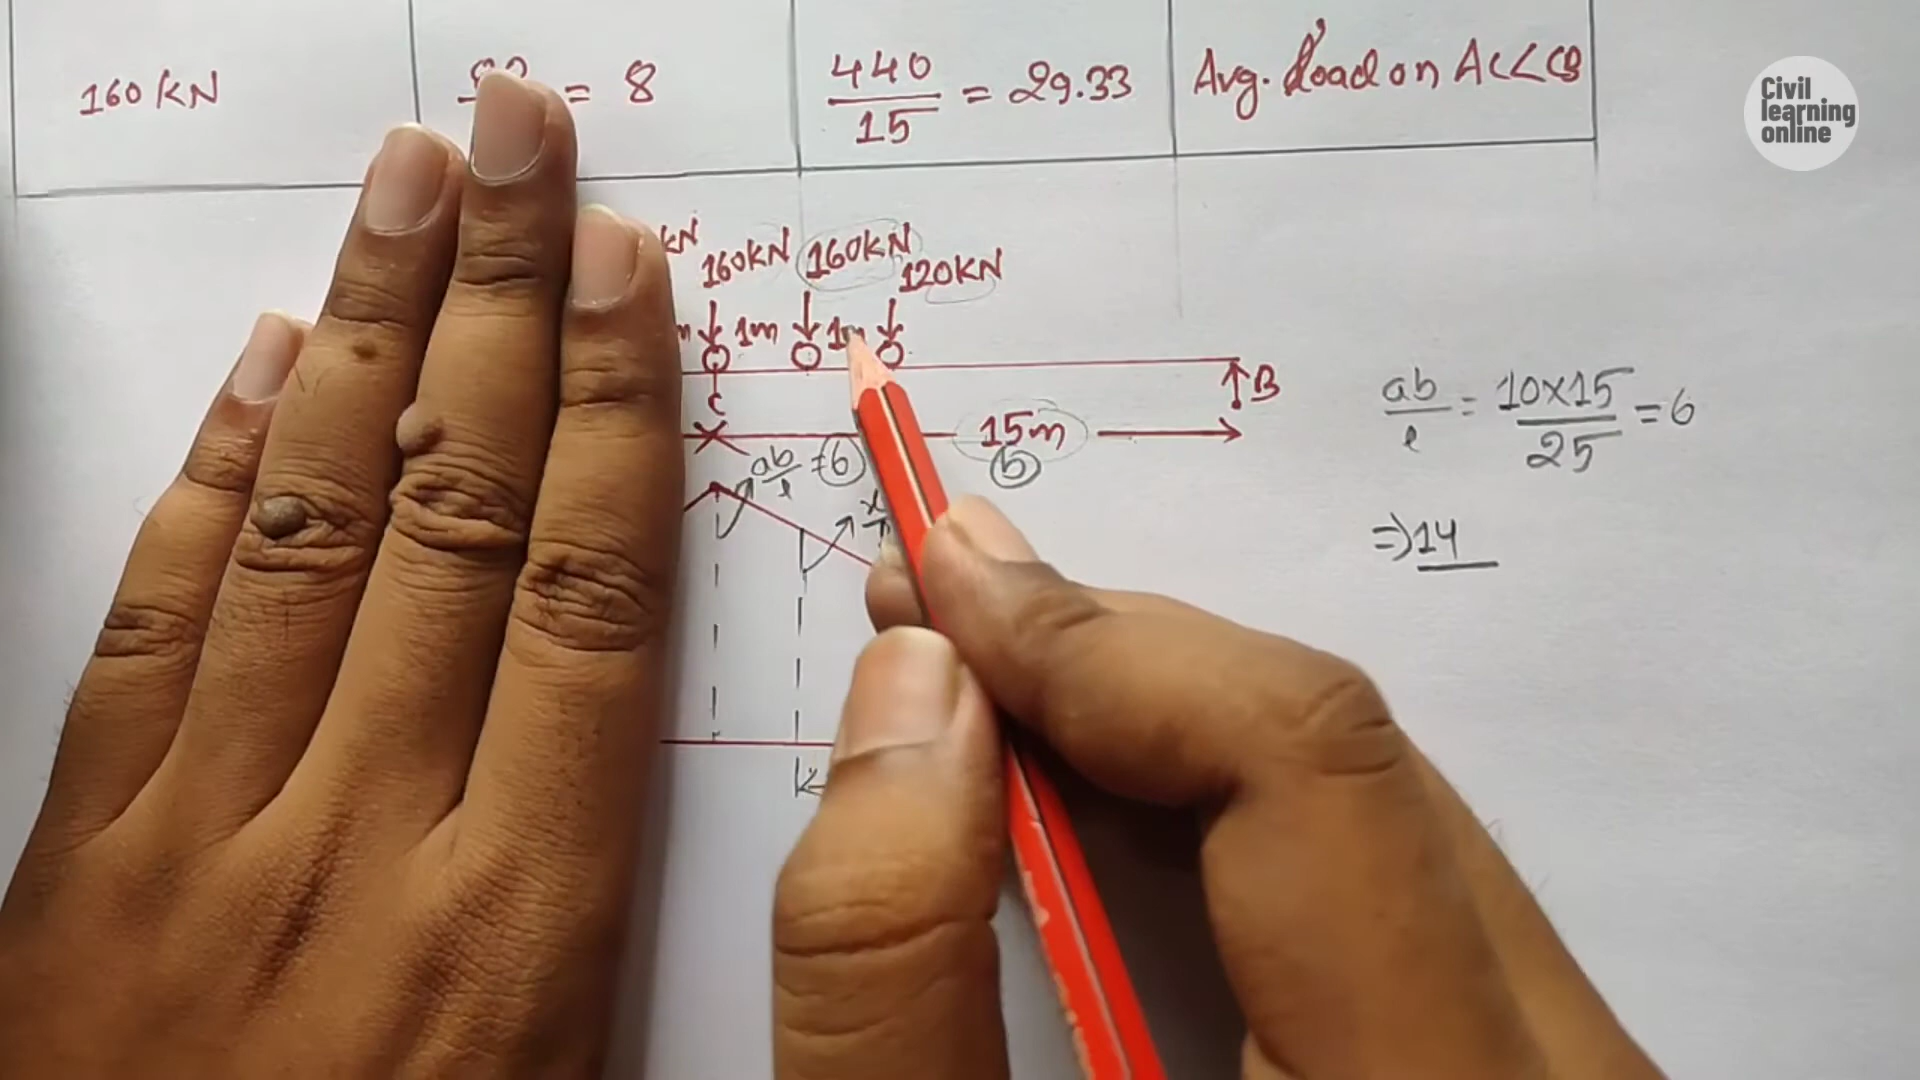 160 KN
= 8
440/15 = 29.33
Avg. load on AC < CB
kN
160kN
160kN
120KN
m
1m
1m
C
B
15m
ab/l = 6
b
x
ab/l = 10×15/25 = 6
⇒ 14
Civil
learning
online